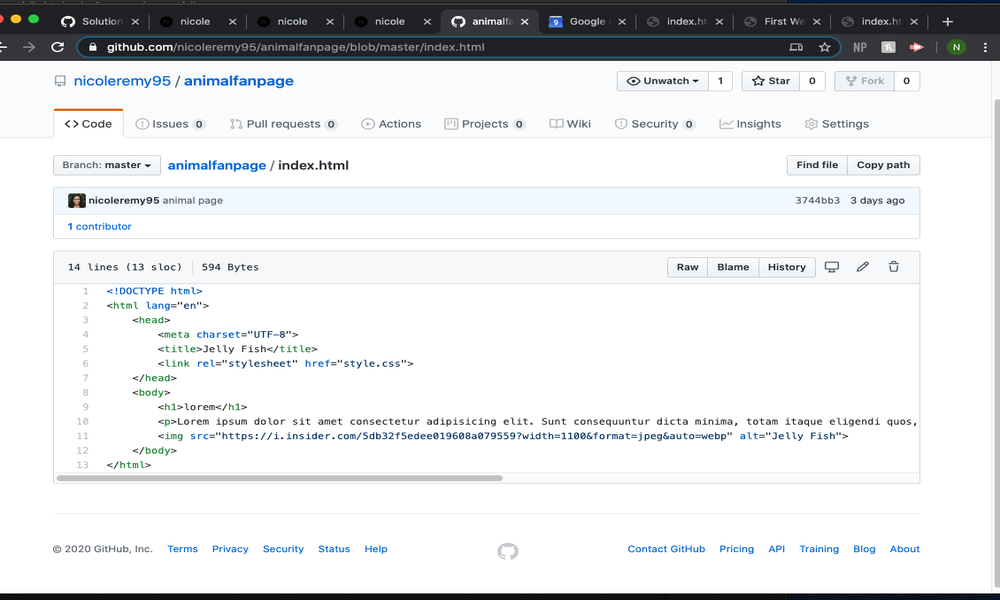 Solution nicole nicole nicole animalfa Google index.ht First We index.ht
github.com/nicoleremy95/animalfanpage/blob/master/index.html NP N
nicoleremy95 / animalfanpage Unwatch 1 Star 0 Fork 0
Code Issues 0 Pull requests 0 Actions Projects 0 Wiki Security 0 Insights Settings
Branch: master animalfanpage / index.html Find file Copy path
nicoleremy95 animal page 3744bb3 3 days ago
1 contributor
14 lines (13 sloc) 594 Bytes Raw Blame History
1 <!DOCTYPE html>
2 <html lang="en">
3 <head>
4 <meta charset="UTF-8">
5 <title>Jelly Fish</title>
6 <link rel="stylesheet" href="style.css">
7 </head>
8 <body>
9 <h1>lorem</h1>
10 <p>Lorem ipsum dolor sit amet consectetur adipisicing elit. Sunt consequuntur dicta minima, totam itaque eligendi quos,
11 <img src="https://i.insider.com/5db32f5edee019608a079559?width=1100&format=jpeg&auto=webp" alt="Jelly Fish">
12 </body>
13 </html>
© 2020 GitHub, Inc. Terms Privacy Security Status Help Contact GitHub Pricing API Training Blog About